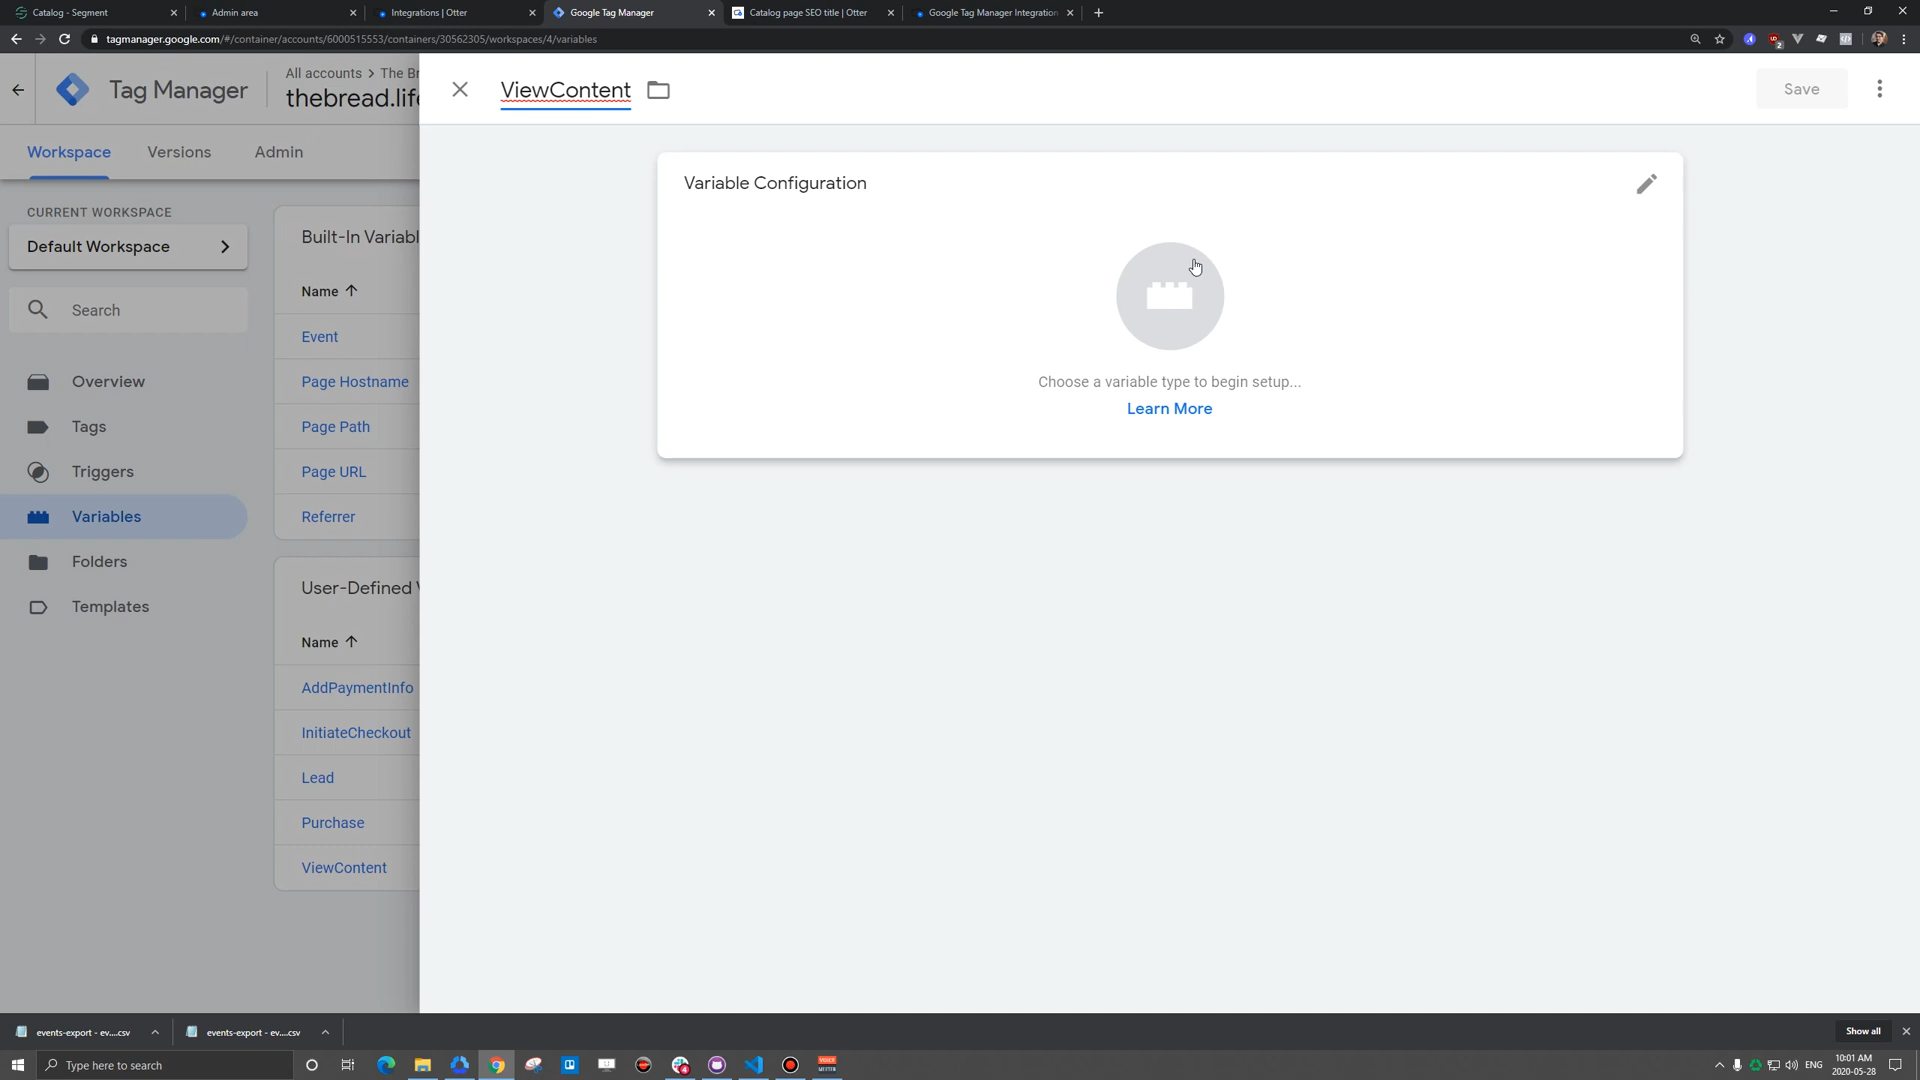 Catalog - Segment
Admin area
Integrations | Otter
Google Tag Manager
Catalog page SEO title | Otter
Google Tag Manager Integration
tagmanager.google.com/#/container/accounts/6000515553/containers/30562305/workspaces/4/variables
2
Tag Manager
All accounts > The Br
thebread.life
ViewContent
Save
Workspace
Versions
Admin
CURRENT WORKSPACE
Default Workspace
Search
Overview
Tags
Triggers
Variables
Folders
Templates
Built-In Variabl
Name
Event
Page Hostname
Page Path
Page URL
Referrer
User-Defined V
Name
AddPaymentInfo
InitiateCheckout
Lead
Purchase
ViewContent
Variable Configuration
Choose a variable type to begin setup...
Learn More
events-export - ev....csv
events-export - ev....csv
Show all
Type here to search
4
ENG
10:01 AM
2020-05-28